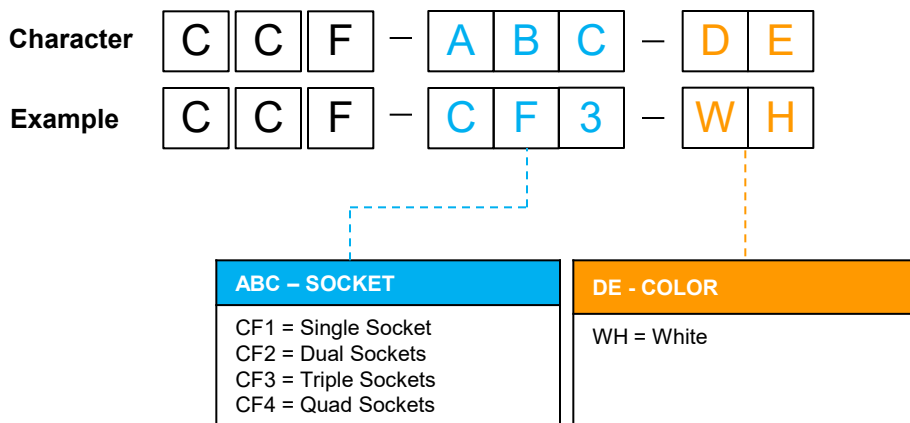 Character C C F – A B C – D E
Example C C F – C F 3 – W H
ABC – SOCKET
CF1 = Single Socket
CF2 = Dual Sockets
CF3 = Triple Sockets
CF4 = Quad Sockets
DE - COLOR
WH = White